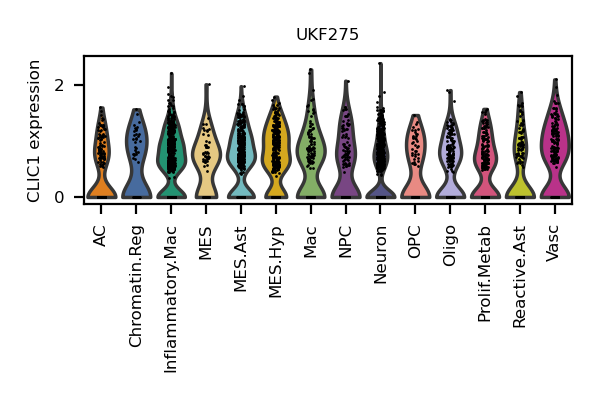 UKF275
CLIC1 expression
2
0
AC
Chromatin.Reg
Inflammatory.Mac
MES
MES.Ast
MES.Hyp
Mac
NPC
Neuron
OPC
Oligo
Prolif.Metab
Reactive.Ast
Vasc